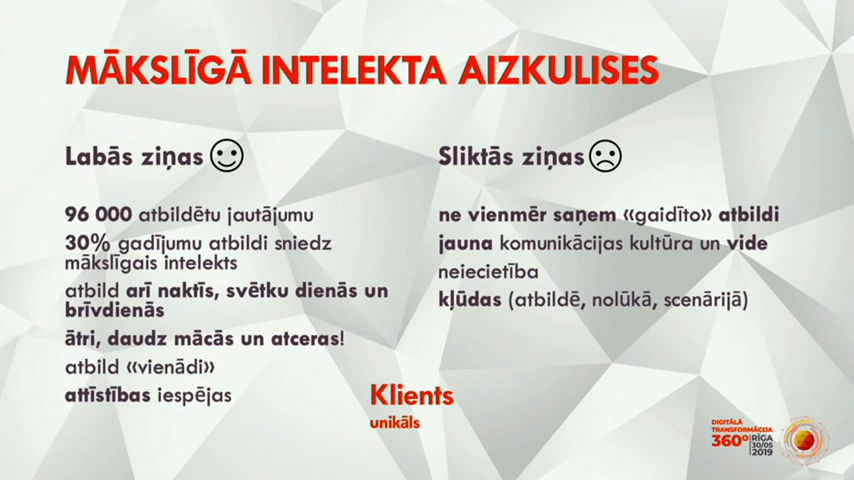 MĀKSLĪGĀ INTELEKTA AIZKULISES
Labās ziņas
96 000 atbildētu jautājumu
30% gadījumu atbildi sniedz
mākslīgais intelekts
atbild arī naktīs, svētku dienās un
brīvdienās
ātri, daudz mācās un atceras!
atbild «vienādi»
attīstības iespējas
Sliktās ziņas
ne vienmēr saņem «gaidīto» atbildi
jauna komunikācijas kultūra un vide
neiecietība
kļūdas (atbildē, nolūkā, scenārijā)
Klients
unikāls
DIGITĀLĀ
TRANSFORMĀCIJA
360° RĪGA
30/05
2019